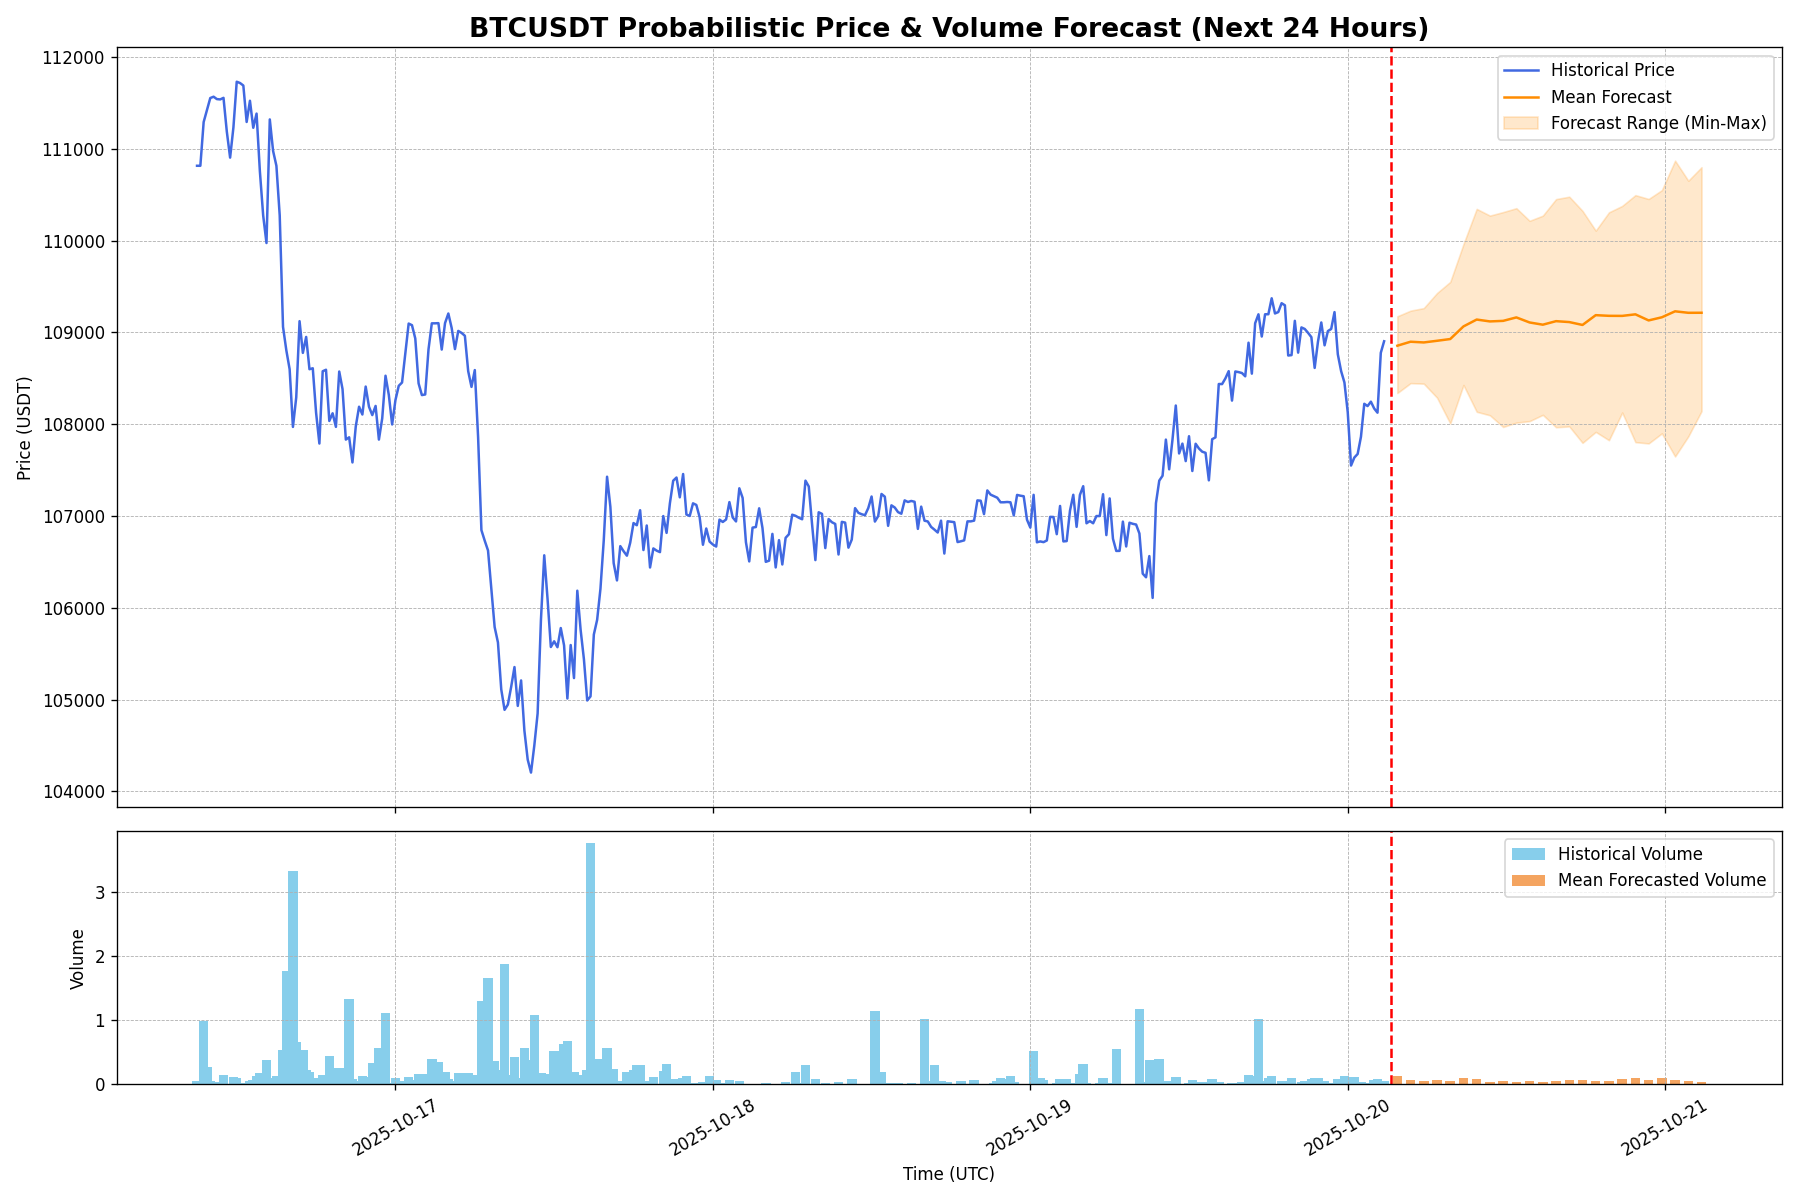 BTCUSDT Probabilistic Price & Volume Forecast (Next 24 Hours)
112000
111000
110000
109000
108000
107000
106000
105000
104000
Price (USDT)
Historical Price
Mean Forecast
Forecast Range (Min-Max)
3
2
1
0
Volume
Historical Volume
Mean Forecasted Volume
2025-10-17
2025-10-18
2025-10-19
2025-10-20
2025-10-21
Time (UTC)